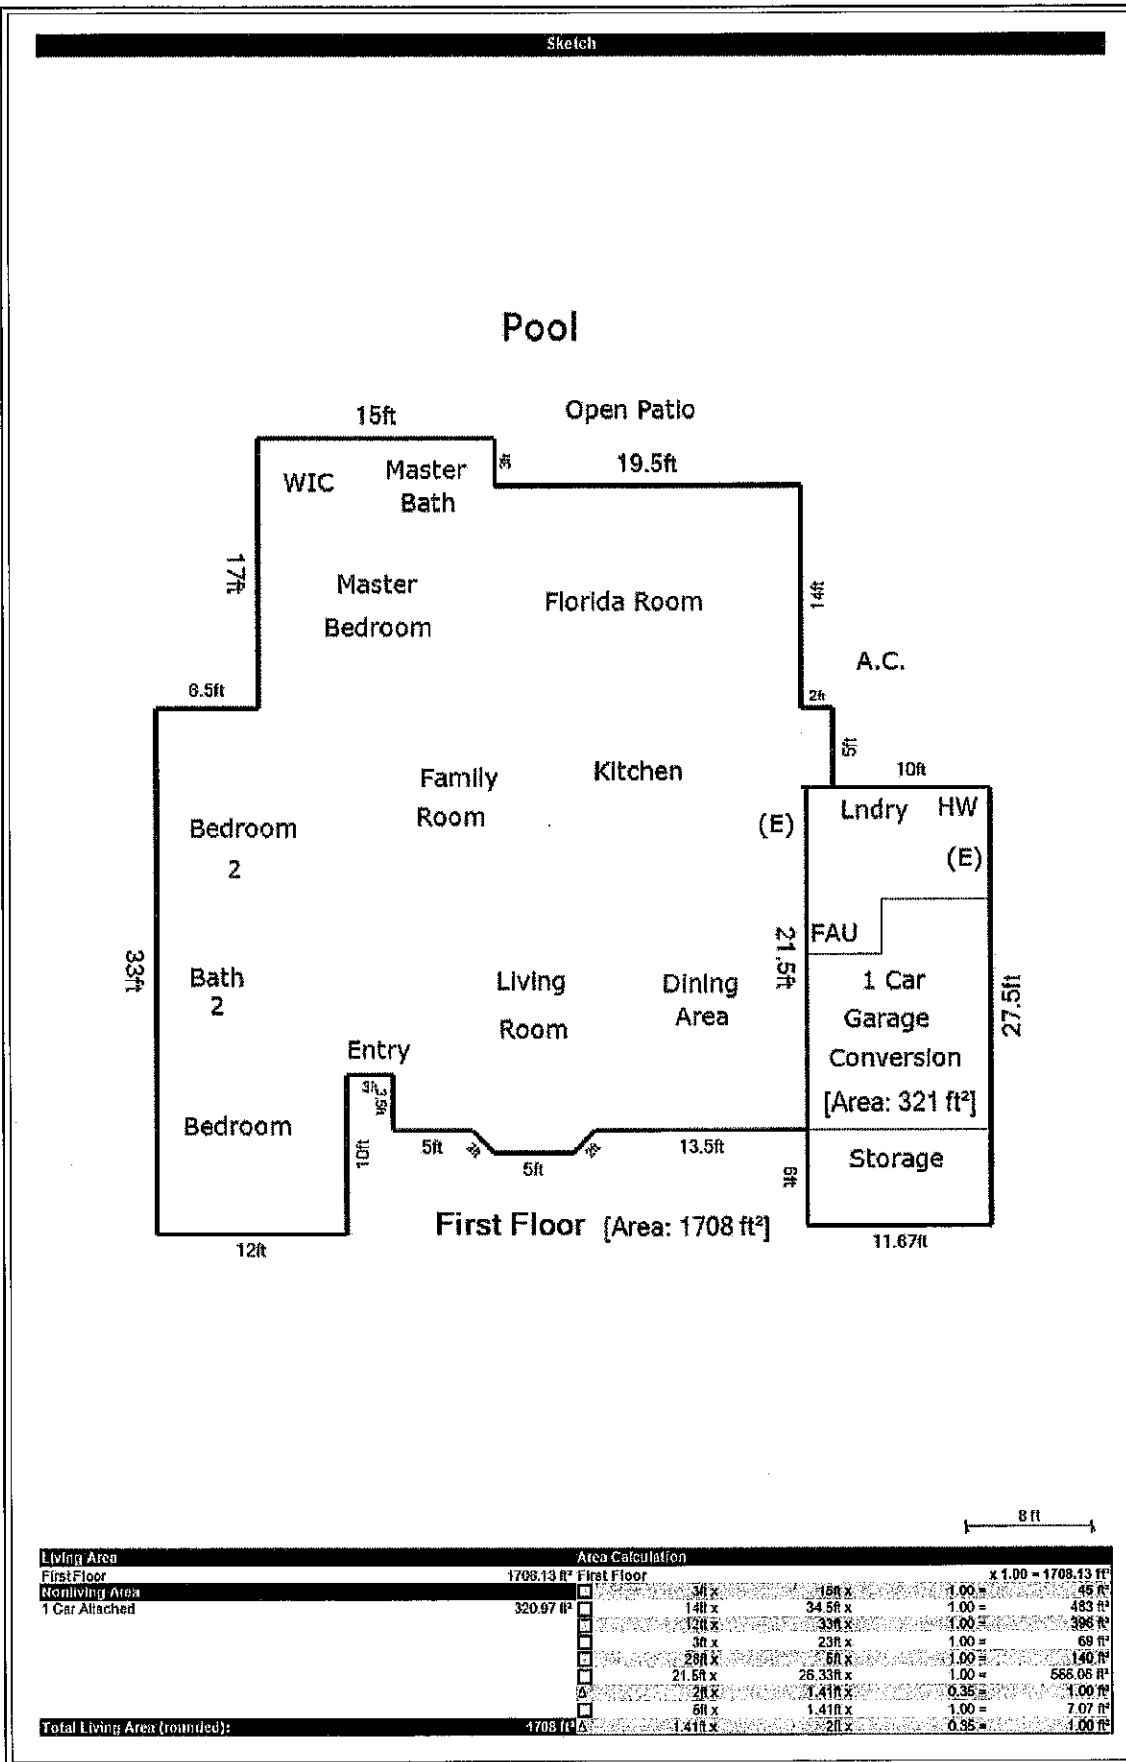 Sketch
Pool
Open Patio
15ft
3ft
19.5ft
WIC
Master
Bath
17ft
Master
Bedroom
Florida Room
14ft
A.C.
6.5ft
2ft
5ft
10ft
Family
Room
Kitchen
Lndry HW
(E)
(E)
Bedroom
2
33ft
21.5ft
FAU
27.5ft
Bath
2
Living
Room
Dining
Area
1 Car
Garage
Conversion
[Area: 321 ft²]
Entry
3ft
3.5ft
Bedroom
10ft
5ft
2ft
5ft
2ft
13.5ft
6ft
Storage
First Floor [Area: 1708 ft²]
12ft
11.67ft
8 ft
Living Area Area Calculation
First Floor 1708.13 ft² First Floor x 1.00 = 1708.13 ft²
Nonliving Area 3ft x 15ft x 1.00 = 45 ft²
1 Car Attached 320.97 ft² 14ft x 34.5ft x 1.00 = 483 ft²
12ft x 33ft x 1.00 = 396 ft²
3ft x 23ft x 1.00 = 69 ft²
28ft x 5ft x 1.00 = 140 ft²
21.5ft x 26.33ft x 1.00 = 566.06 ft²
2ft x 1.41ft x 0.35 = 1.00 ft²
5ft x 1.41ft x 1.00 = 7.07 ft²
Total Living Area (rounded): 1708 ft² 1.41ft x 2ft x 0.35 = 1.00 ft²